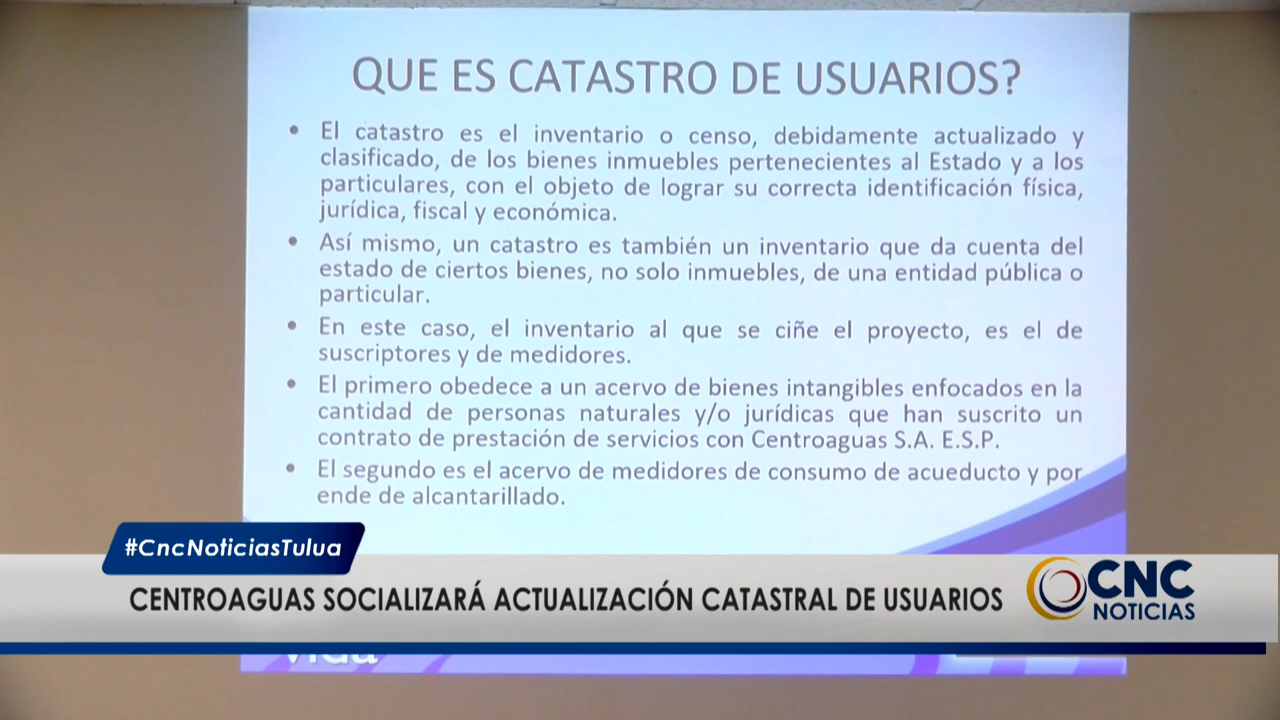 QUE ES CATASTRO DE USUARIOS?
• El catastro es el inventario o censo, debidamente actualizado y
clasificado, de los bienes inmuebles pertenecientes al Estado y a los
particulares, con el objeto de lograr su correcta identificación física,
jurídica, fiscal y económica.
• Así mismo, un catastro es también un inventario que da cuenta del
estado de ciertos bienes, no solo inmuebles, de una entidad pública o
particular.
• En este caso, el inventario al que se ciñe el proyecto, es el de
suscriptores y de medidores.
• El primero obedece a un acervo de bienes intangibles enfocados en la
cantidad de personas naturales y/o jurídicas que han suscrito un
contrato de prestación de servicios con Centroaguas S.A. E.S.P.
• El segundo es el acervo de medidores de consumo de acueducto y por
ende de alcantarillado.
#CncNoticiasTulua
CENTROAGUAS SOCIALIZARÁ ACTUALIZACIÓN CATASTRAL DE USUARIOS
CNC
NOTICIAS
vida